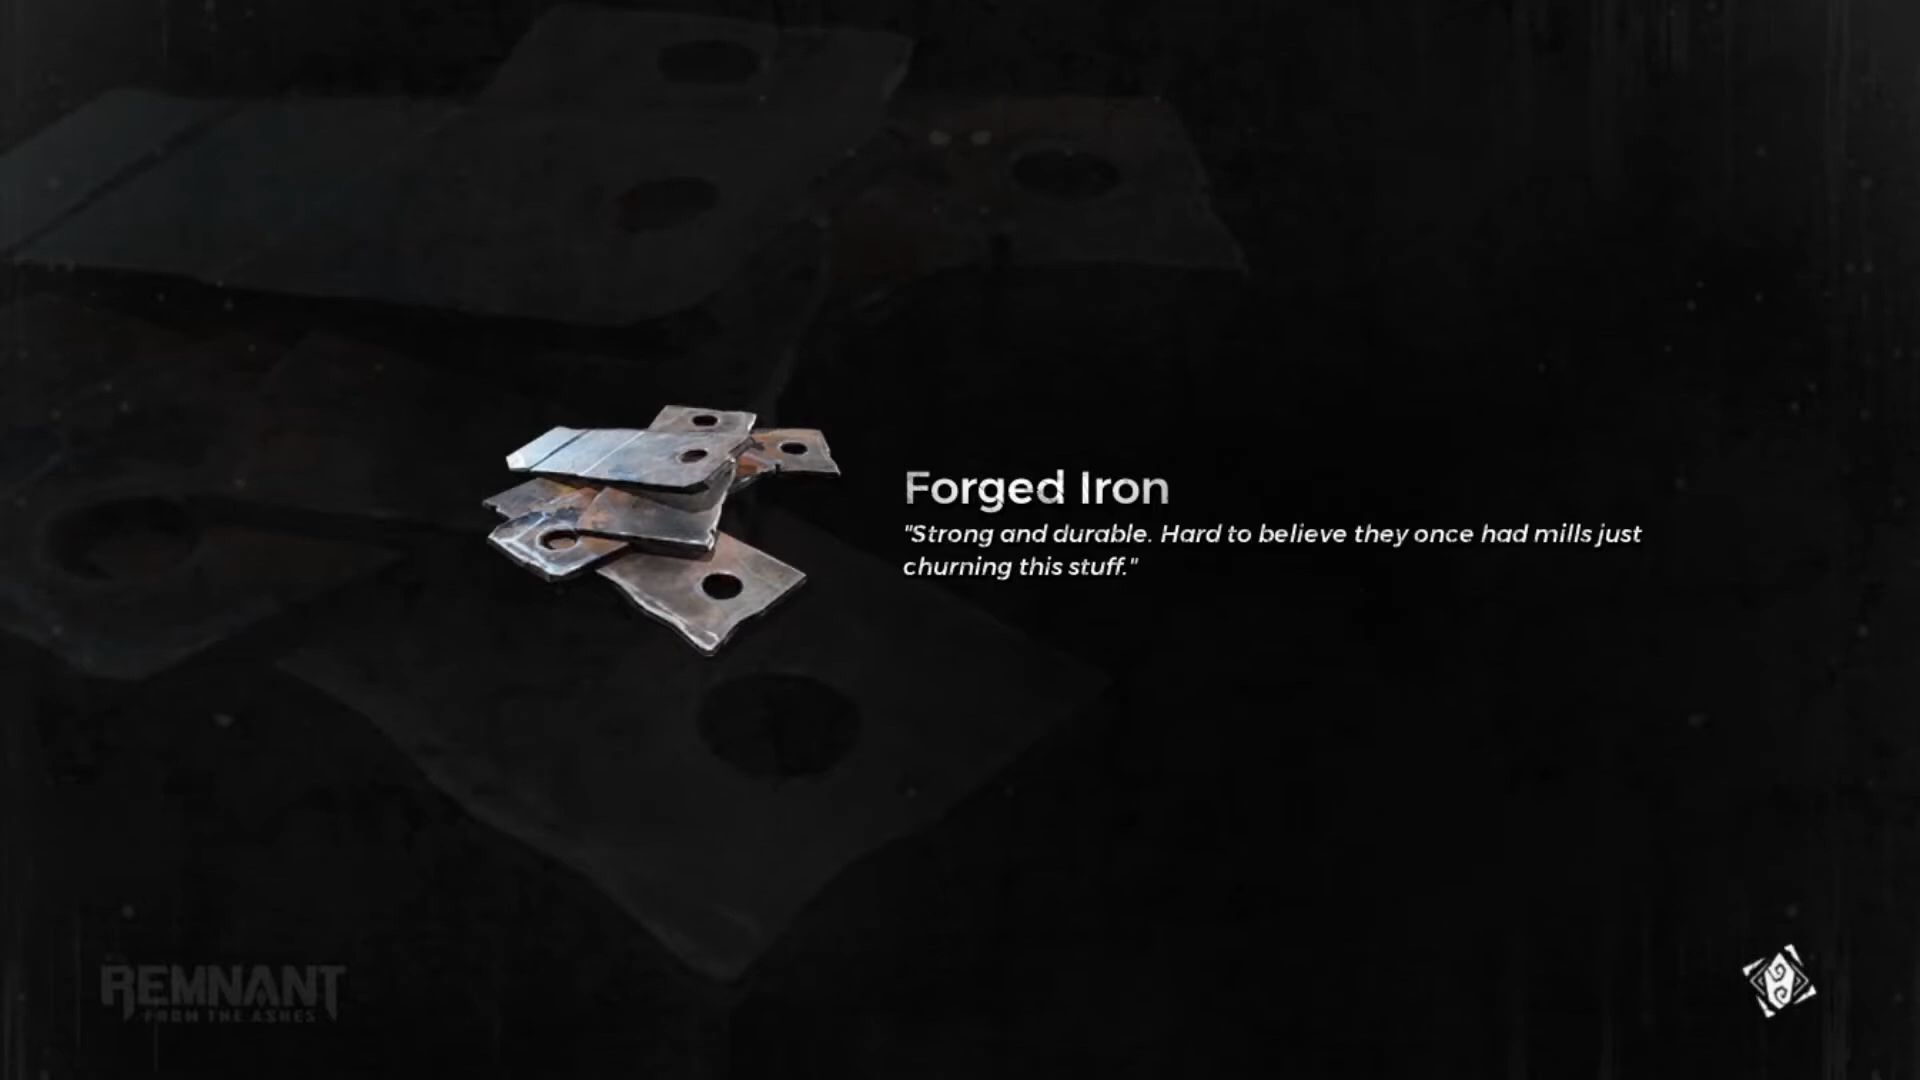 Forged Iron
"Strong and durable. Hard to believe they once had mills just
churning this stuff."
REMNANT
FROM THE ASHES